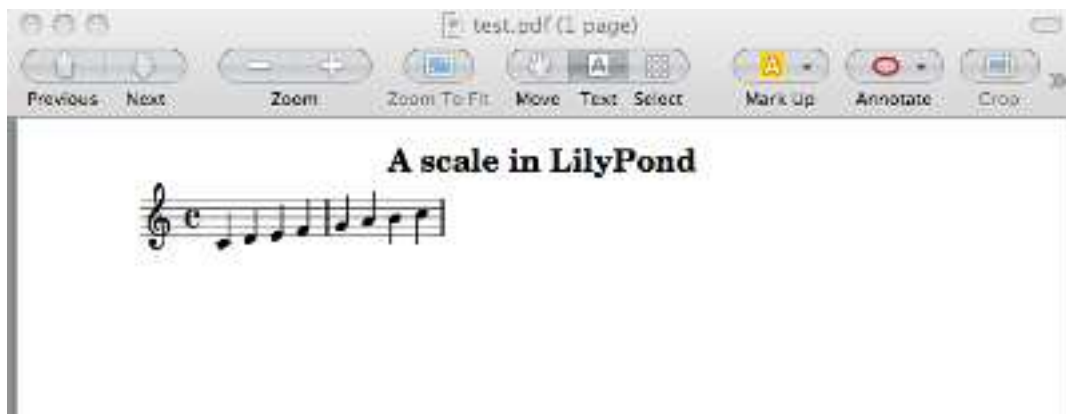 test.pdf (1 page)
Previous Next Zoom Zoom To Fit Move Text Select Mark Up Annotate Crop
A scale in LilyPond